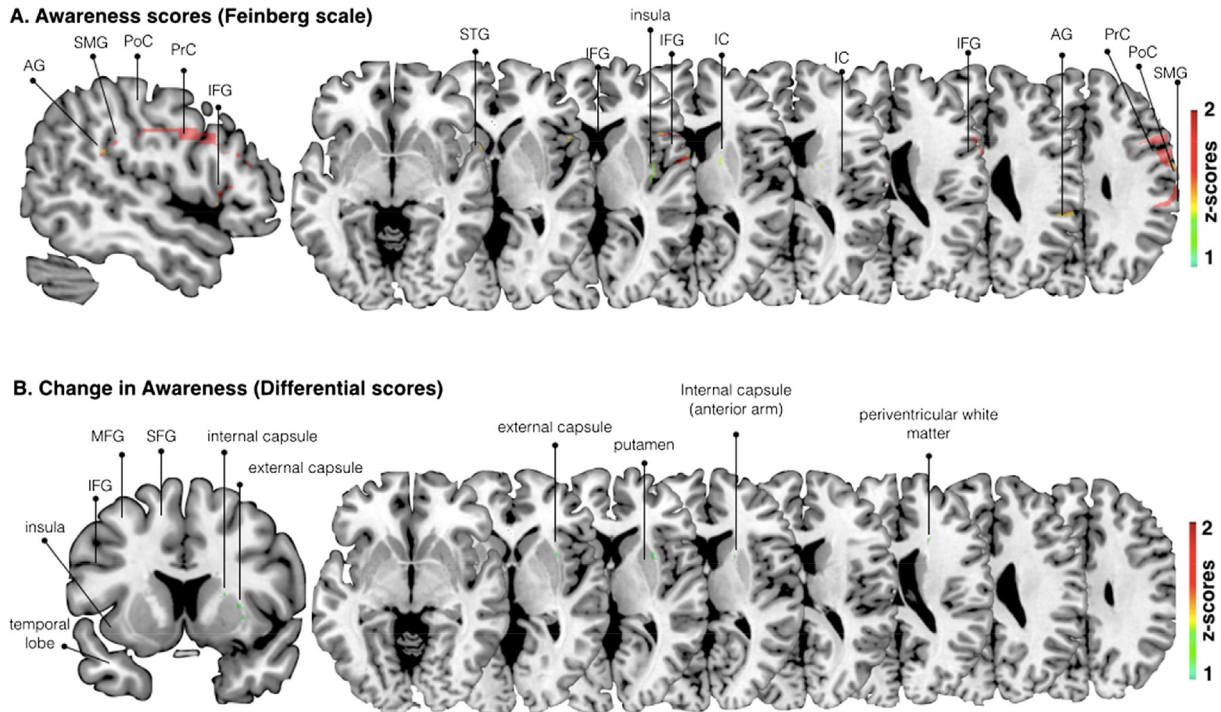 A. Awareness scores (Feinberg scale)
AG
SMG
PoC
PrC
IFG
STG
IFG
insula
IFG
IC
IC
IFG
AG
PrC
PoC
SMG
2
z-scores
1
B. Change in Awareness (Differential scores)
MFG
SFG
internal capsule
external capsule
IFG
insula
temporal
lobe
external capsule
putamen
Internal capsule
(anterior arm)
periventricular white
matter
2
z-scores
1